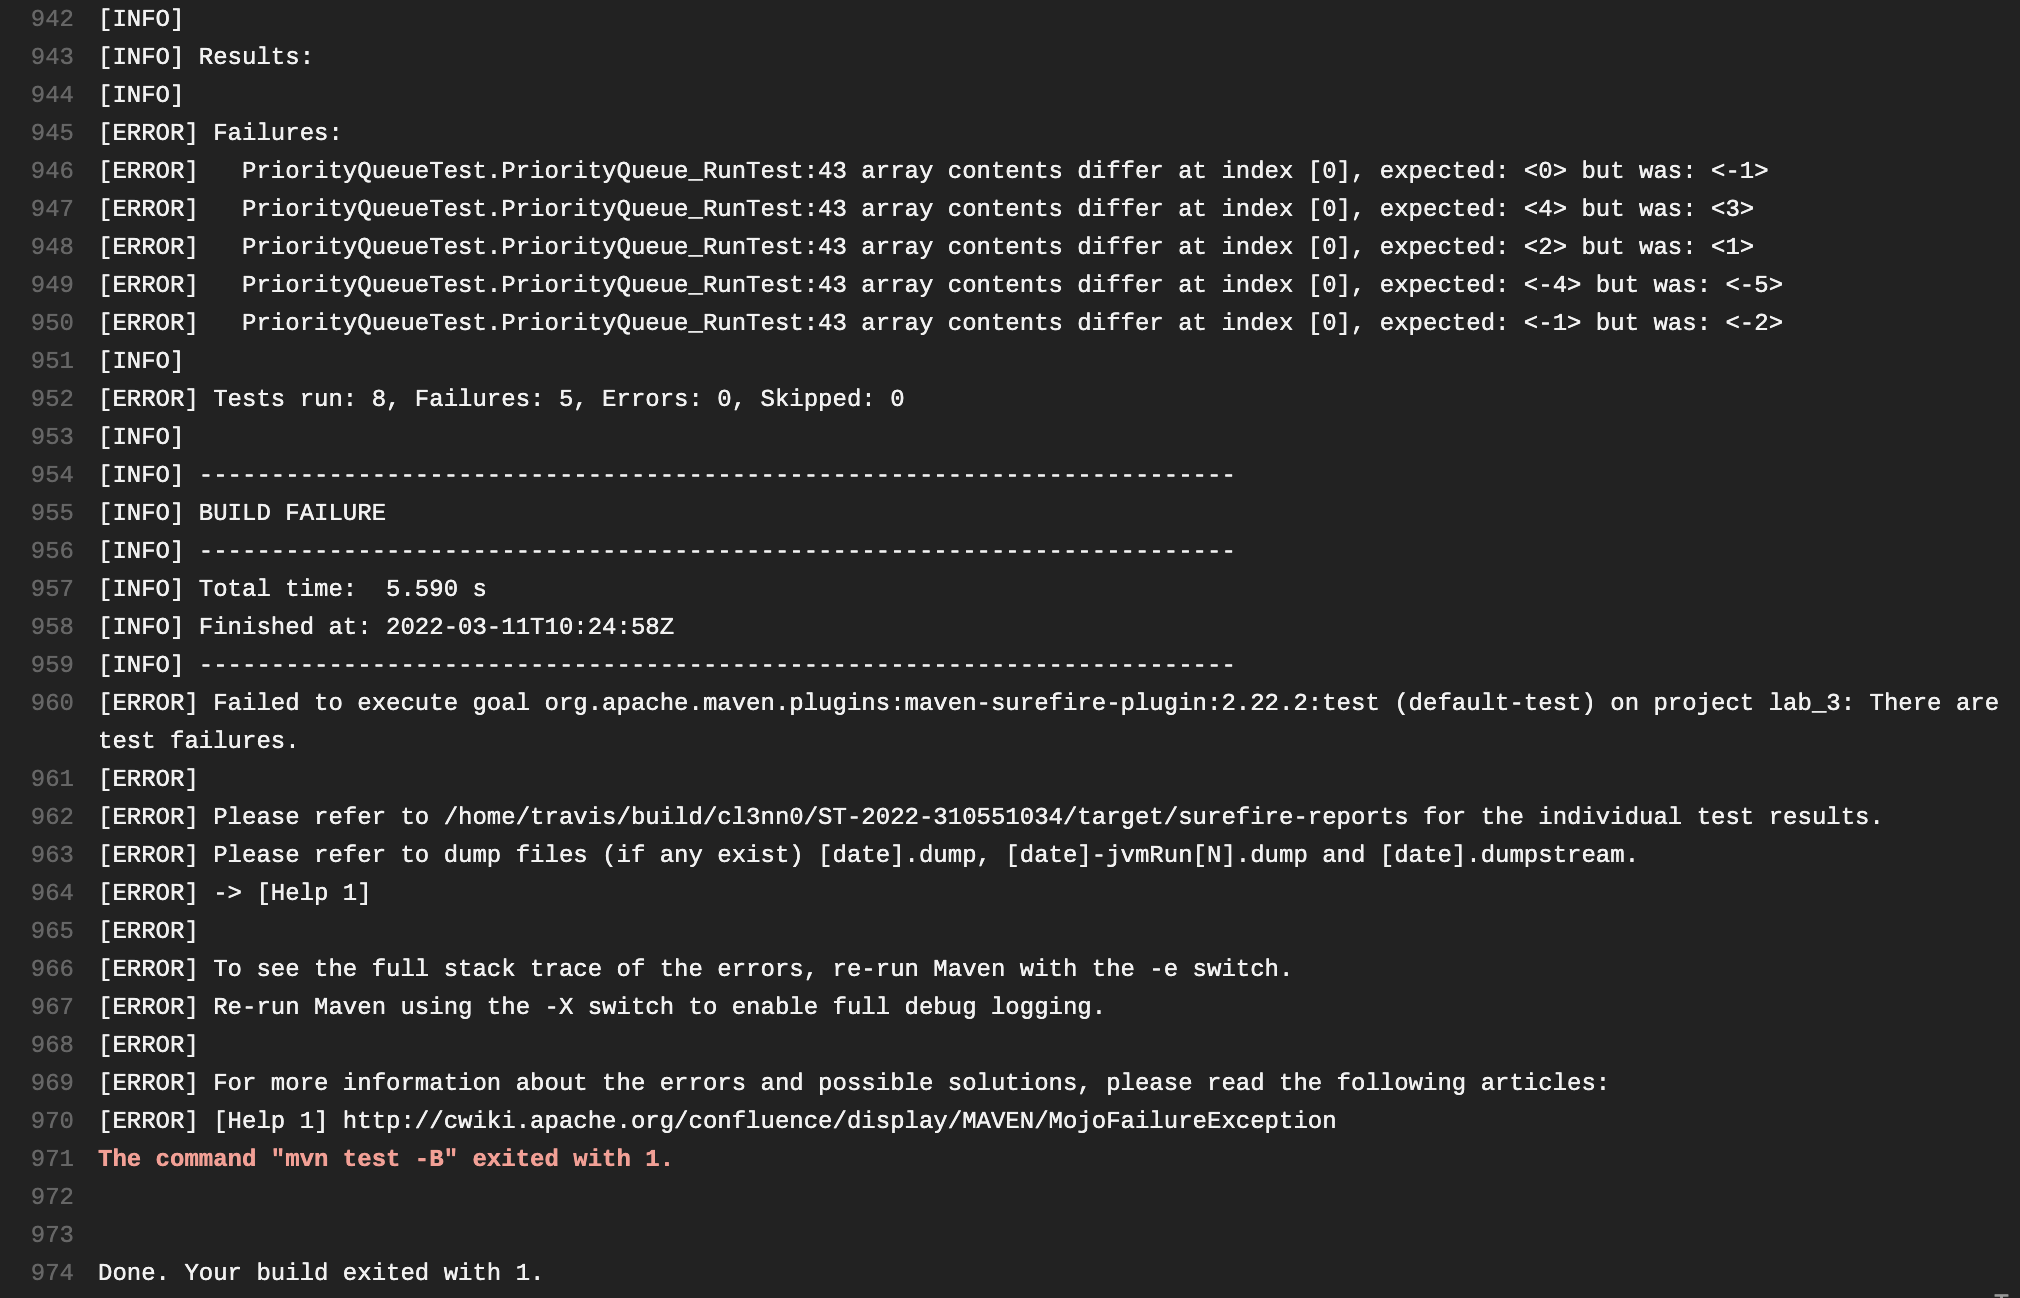 942 [INFO]
943 [INFO] Results:
944 [INFO]
945 [ERROR] Failures:
946 [ERROR]   PriorityQueueTest.PriorityQueue_RunTest:43 array contents differ at index [0], expected: <0> but was: <-1>
947 [ERROR]   PriorityQueueTest.PriorityQueue_RunTest:43 array contents differ at index [0], expected: <4> but was: <3>
948 [ERROR]   PriorityQueueTest.PriorityQueue_RunTest:43 array contents differ at index [0], expected: <2> but was: <1>
949 [ERROR]   PriorityQueueTest.PriorityQueue_RunTest:43 array contents differ at index [0], expected: <-4> but was: <-5>
950 [ERROR]   PriorityQueueTest.PriorityQueue_RunTest:43 array contents differ at index [0], expected: <-1> but was: <-2>
951 [INFO]
952 [ERROR] Tests run: 8, Failures: 5, Errors: 0, Skipped: 0
953 [INFO]
954 [INFO] ------------------------------------------------------------------------
955 [INFO] BUILD FAILURE
956 [INFO] ------------------------------------------------------------------------
957 [INFO] Total time:  5.590 s
958 [INFO] Finished at: 2022-03-11T10:24:58Z
959 [INFO] ------------------------------------------------------------------------
960 [ERROR] Failed to execute goal org.apache.maven.plugins:maven-surefire-plugin:2.22.2:test (default-test) on project lab_3: There are
test failures.
961 [ERROR]
962 [ERROR] Please refer to /home/travis/build/cl3nn0/ST-2022-310551034/target/surefire-reports for the individual test results.
963 [ERROR] Please refer to dump files (if any exist) [date].dump, [date]-jvmRun[N].dump and [date].dumpstream.
964 [ERROR] -> [Help 1]
965 [ERROR]
966 [ERROR] To see the full stack trace of the errors, re-run Maven with the -e switch.
967 [ERROR] Re-run Maven using the -X switch to enable full debug logging.
968 [ERROR]
969 [ERROR] For more information about the errors and possible solutions, please read the following articles:
970 [ERROR] [Help 1] http://cwiki.apache.org/confluence/display/MAVEN/MojoFailureException
971 The command "mvn test -B" exited with 1.
972
973
974 Done. Your build exited with 1.